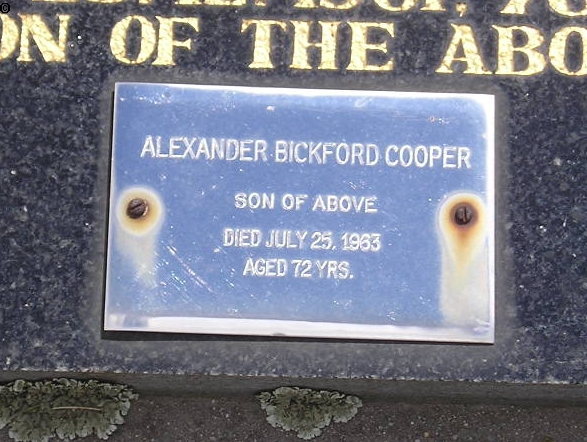 ON OF THE ABO
ALEXANDER BICKFORD COOPER
SON OF ABOVE
DIED JULY 25, 1963
AGED 72 YRS.